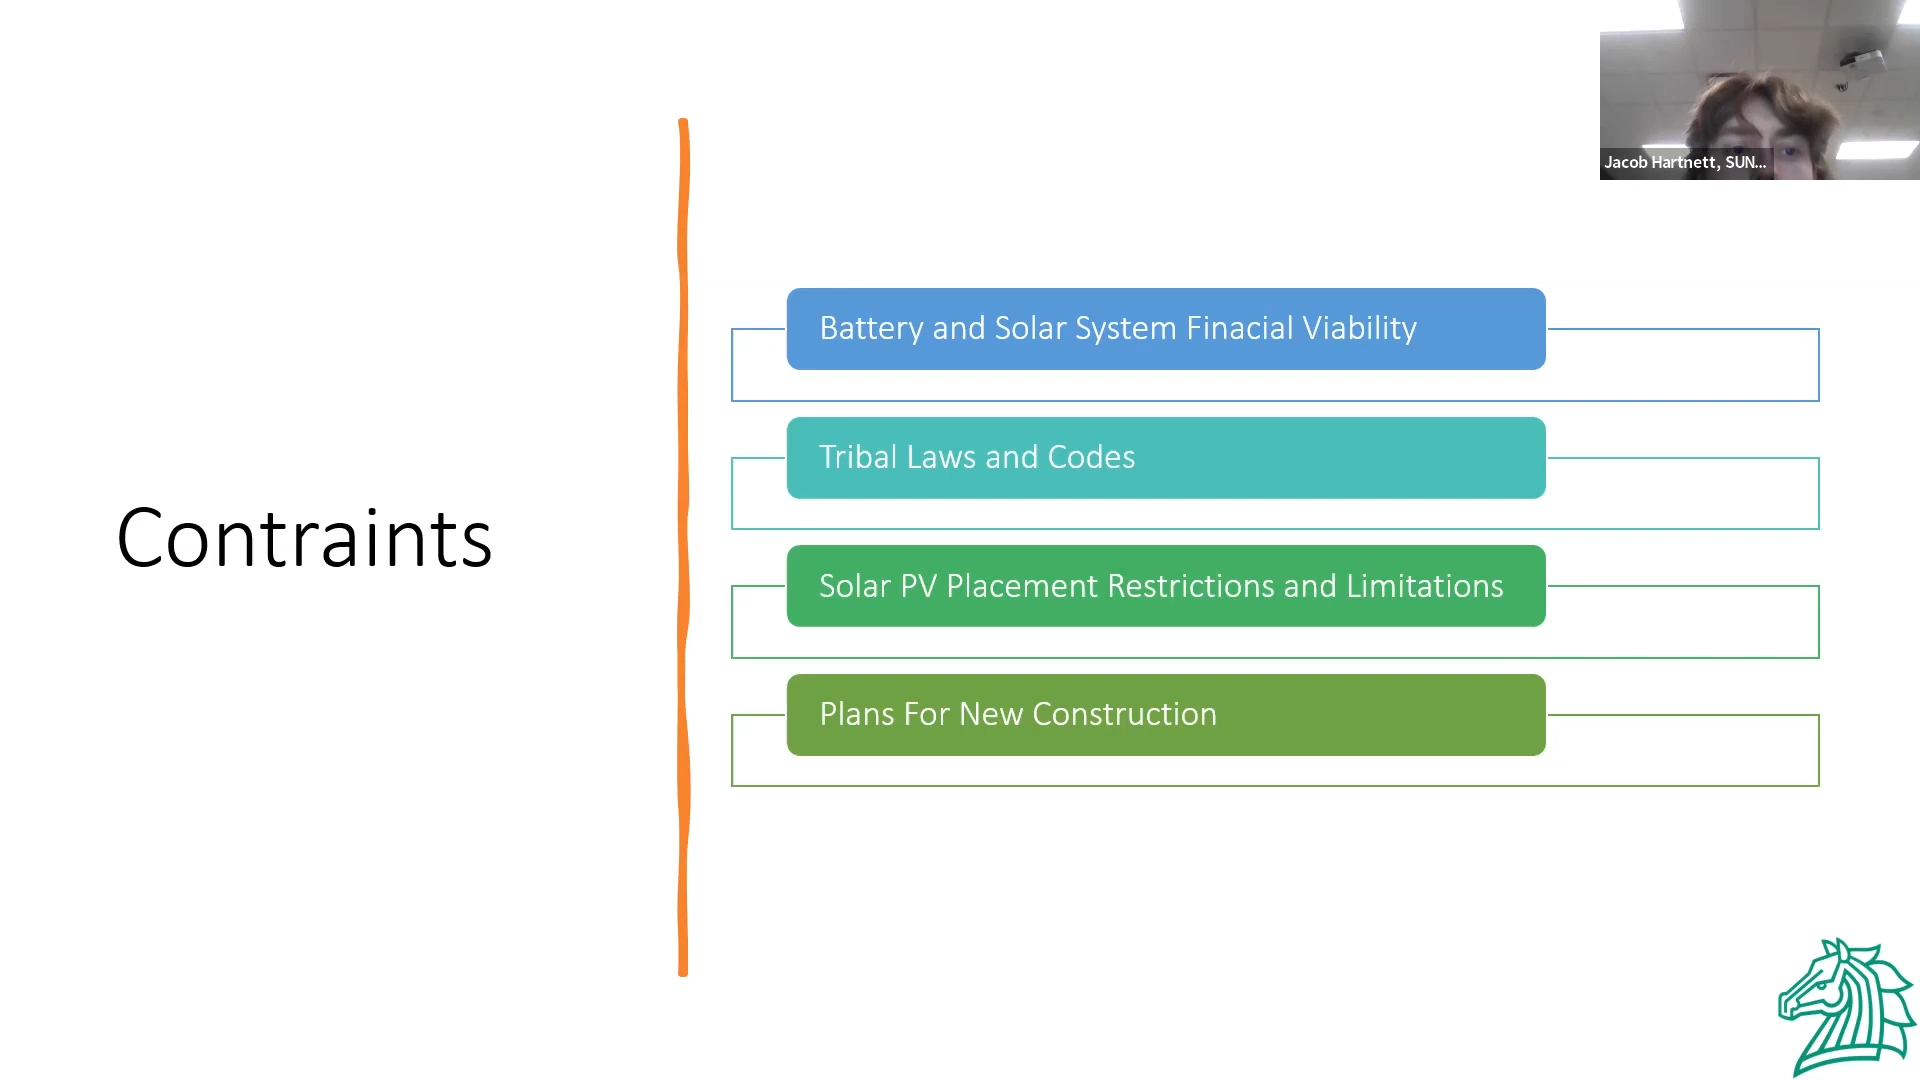 Jacob Hartnett, SUN...
Battery and Solar System Finacial Viability
Tribal Laws and Codes
Contraints
Solar PV Placement Restrictions and Limitations
Plans For New Construction